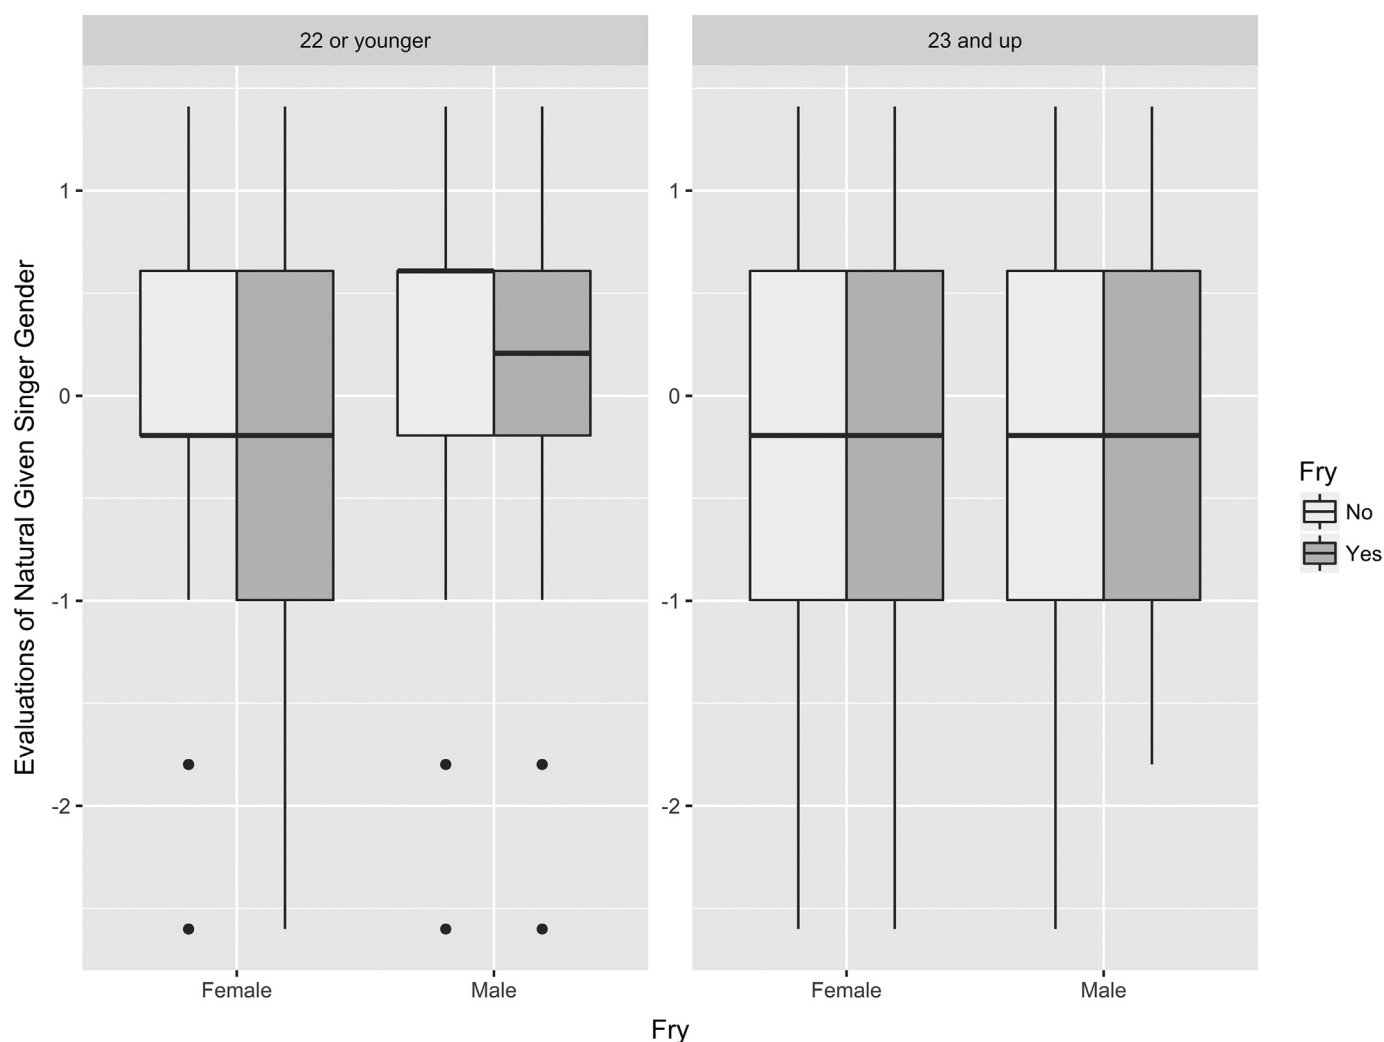 22 or younger
23 and up
Evaluations of Natural Given Singer Gender
1
0
-1
-2
1
0
-1
-2
Female
Male
Female
Male
Fry
Fry
No
Yes